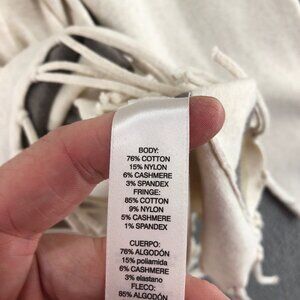 BODY:
76% COTTON
15% NYLON
6% CASHMERE
3% SPANDEX
FRINGE:
85% COTTON
9% NYLON
5% CASHMERE
1% SPANDEX
CUERPO:
76% ALGODÓN
15% poliamida
6% CASHMERE
3% elastano
FLECO:
85% ALGODÓN